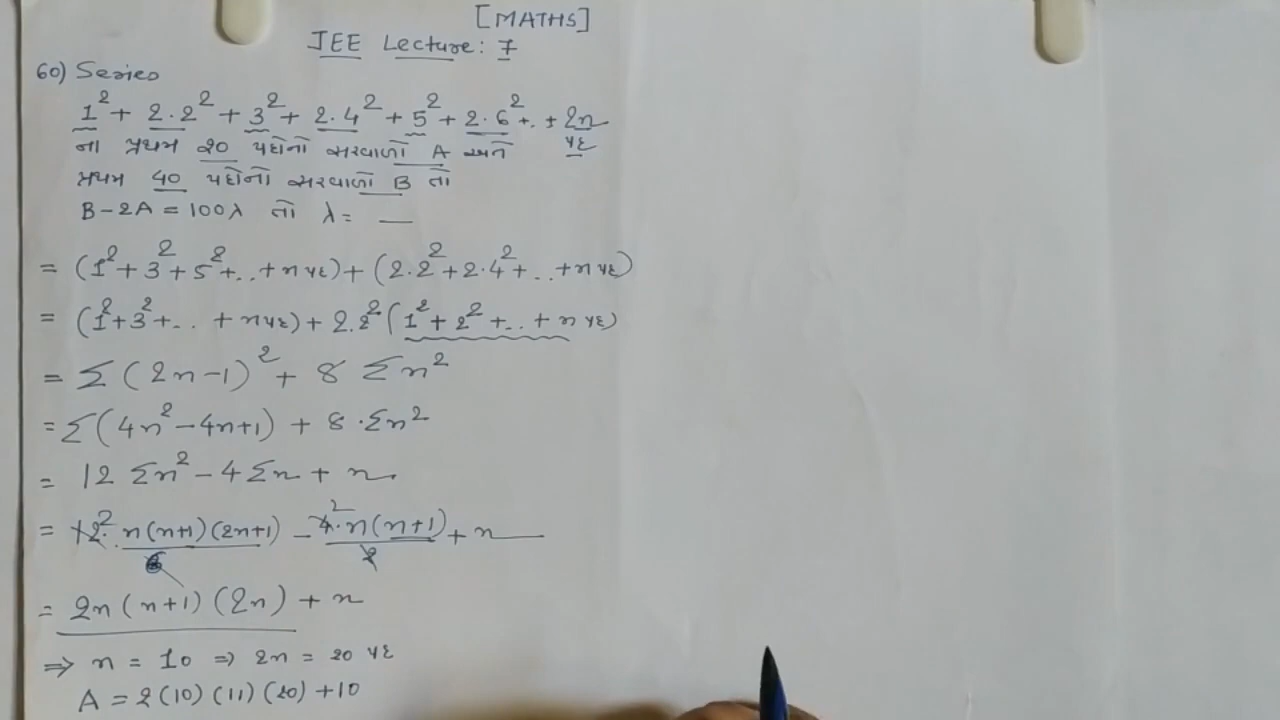 [MATHS]
JEE Lecture: 7
60) Series
1² + 2·2² + 3² + 2·4² + 5² + 2·6² +.. + 2n પદ
ના પ્રથમ 20 પદોનો સરવાળો A અને
પ્રથમ 40 પદોનો સરવાળો B તો
B - 2A = 100λ તો λ = __
= (1² + 3² + 5² +.. + n પદ) + (2·2² + 2·4² + .. + n પદ)
= (1² + 3² + .. + n પદ) + 2·2² (1² + 2² + .. + n પદ)
= Σ (2n-1)² + 8 Σn²
= Σ(4n² - 4n+1) + 8·Σn²
= 12 Σn² - 4 Σn + n
= 12² · n(n+1)(2n+1)/6 - 4² · n(n+1)/2 + n
= 2n (n+1) (2n) + n
⇒ n = 10 ⇒ 2n = 20 પદ
A = 2(10)(11)(20) + 10